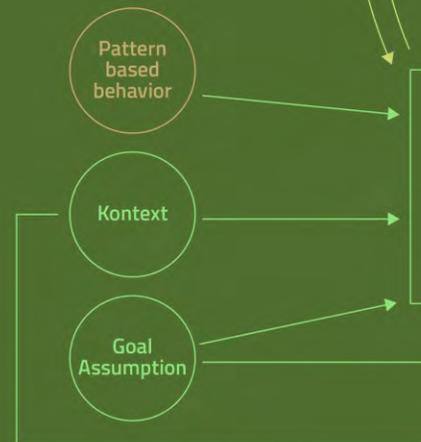 Pattern
based
behavior
Kontext
Goal
Assumption